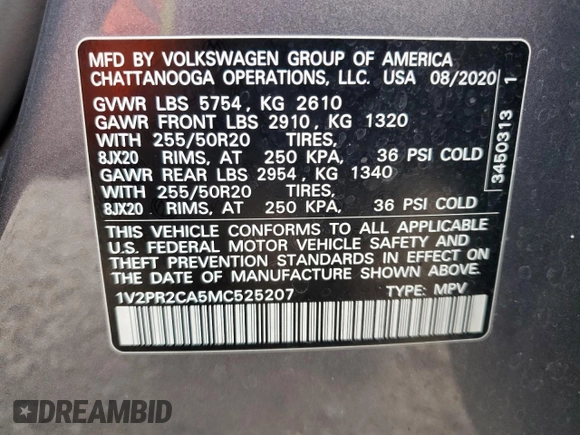 MFD BY VOLKSWAGEN GROUP OF AMERICA
CHATTANOOGA OPERATIONS, LLC. USA 08/2020
GVWR LBS 5754, KG 2610
GAWR FRONT LBS 2910, KG 1320
WITH 255/50R20 TIRES,
8JX20 RIMS, AT 250 KPA, 36 PSI COLD
GAWR REAR LBS 2954, KG 1340
WITH 255/50R20 TIRES,
8JX20 RIMS, AT 250 KPA, 36 PSI COLD
THIS VEHICLE CONFORMS TO ALL APPLICABLE
U.S. FEDERAL MOTOR VEHICLE SAFETY AND
THEFT PREVENTION STANDARDS IN EFFECT ON
THE DATE OF MANUFACTURE SHOWN ABOVE.
1V2PR2CA5MC525207 TYPE: MPV
3450313 1
DREAMBID